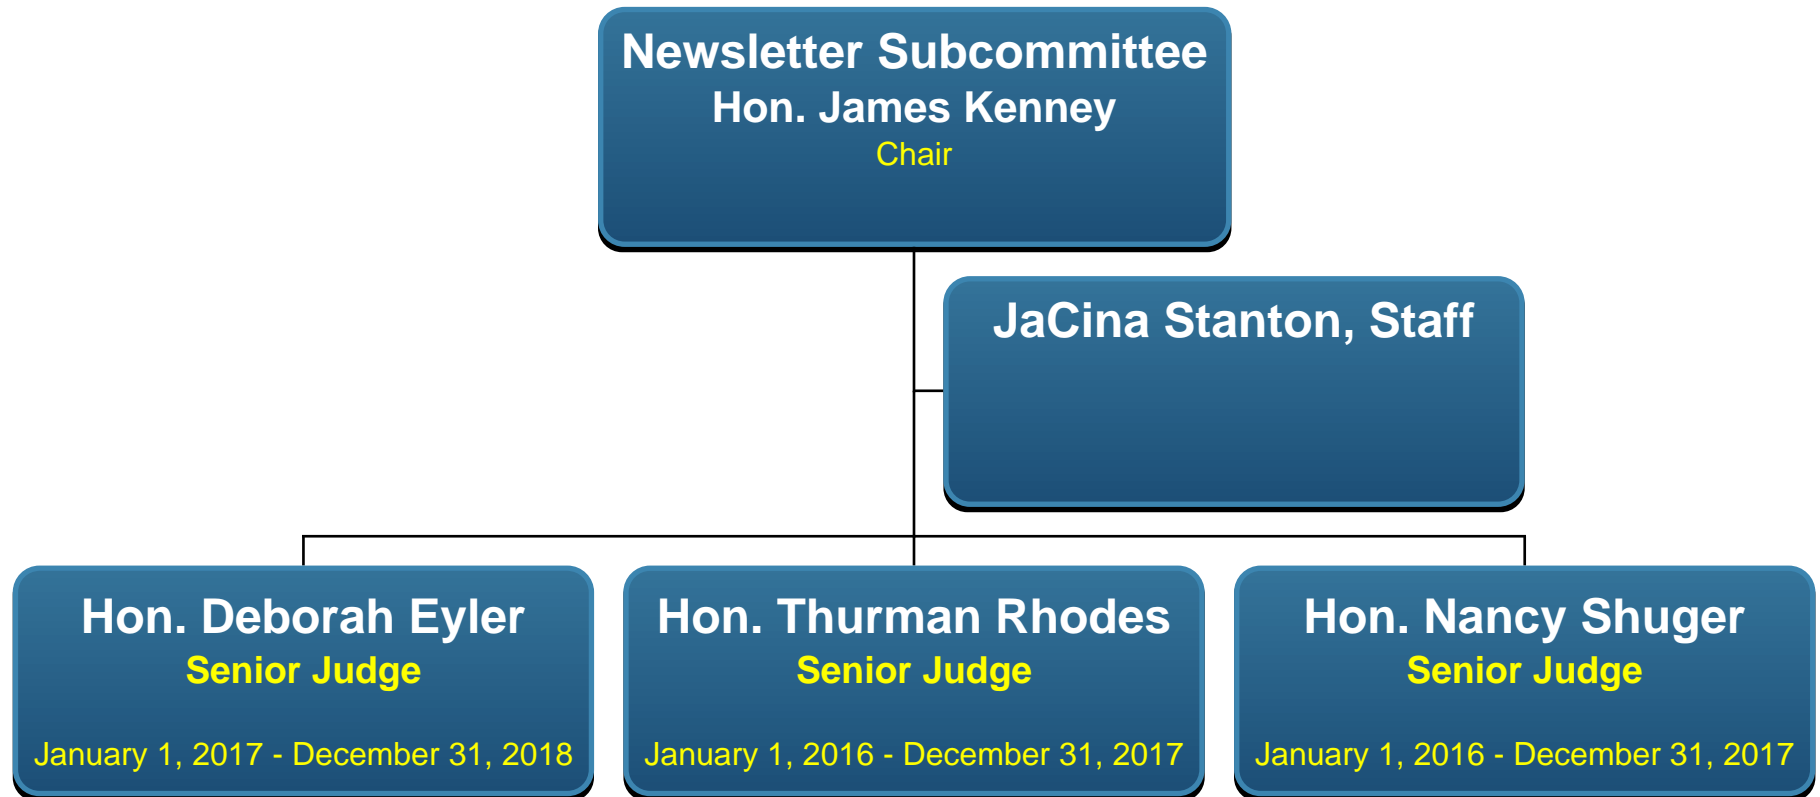 Newsletter Subcommittee
Hon. James Kenney
Chair
JaCina Stanton, Staff
Hon. Deborah Eyler
Senior Judge
January 1, 2017 - December 31, 2018
Hon. Thurman Rhodes
Senior Judge
January 1, 2016 - December 31, 2017
Hon. Nancy Shuger
Senior Judge
January 1, 2016 - December 31, 2017